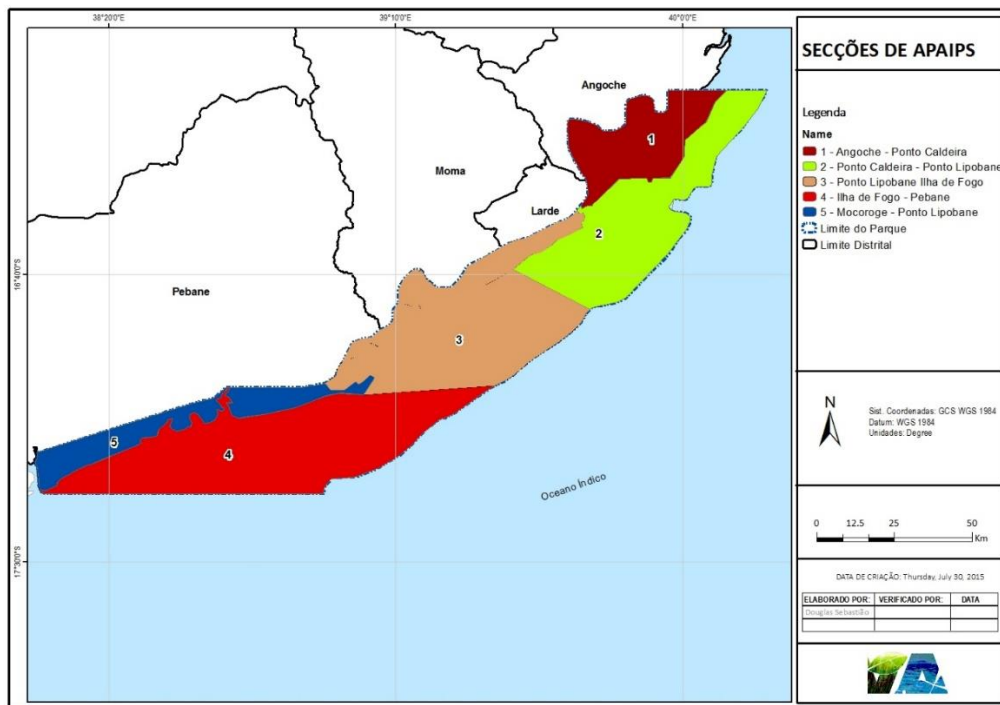 38°20'0"E
39°10'0"E
40°0'0"E
16°40'0"S
17°30'0"S
Angoche
1
Moma
Larde
2
Pebane
3
5
4
Oceano Índico
SECÇÕES DE APAIPS
Legenda
Name
1 - Angoche - Ponto Caldeira
2 - Ponto Caldeira - Ponto Lipobane
3 - Ponto Lipobane Ilha de Fogo
4 - Ilha de Fogo - Pebane
5 - Mocoroge - Ponto Lipobane
Limite do Parque
Limite Distrital
N
Sist. Coordenadas: GCS WGS 1984
Datum: WGS 1984
Unidades: Degree
0 12.5 25 50
Km
DATA DE CRIAÇÃO: Thursday, July 30, 2015
ELABORADO POR: VERIFICADO POR: DATA
Douglas Sebastião